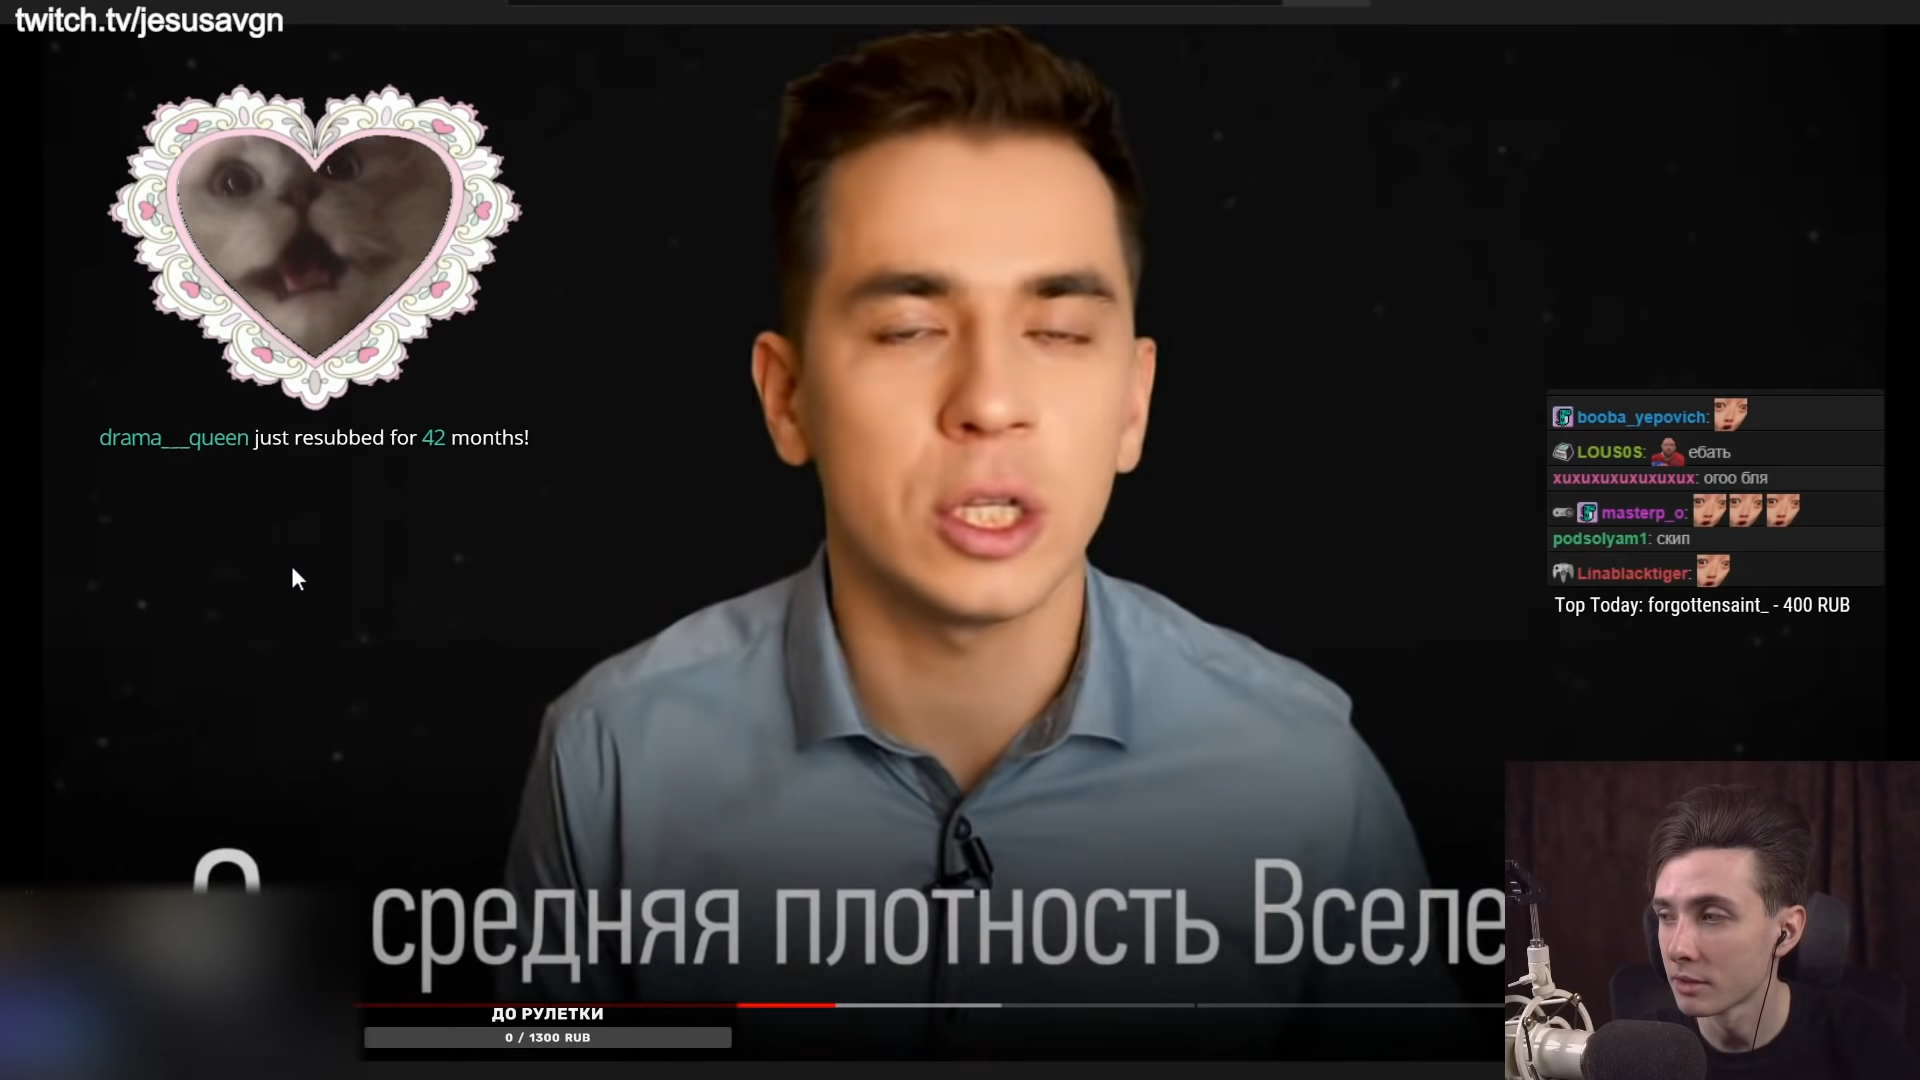 twitch.tv/jesusavgn
drama___queen just resubbed for 42 months!
booba_yepovich:
LOUS0S: ебать
xuxuxuxuxuxuxux: огоо бля
masterp_o:
podsolyam1: скип
Linablacktiger:
Top Today: forgottensaint_ - 400 RUB
средняя плотность Вселе
ДО РУЛЕТКИ
0 / 1300 RUB